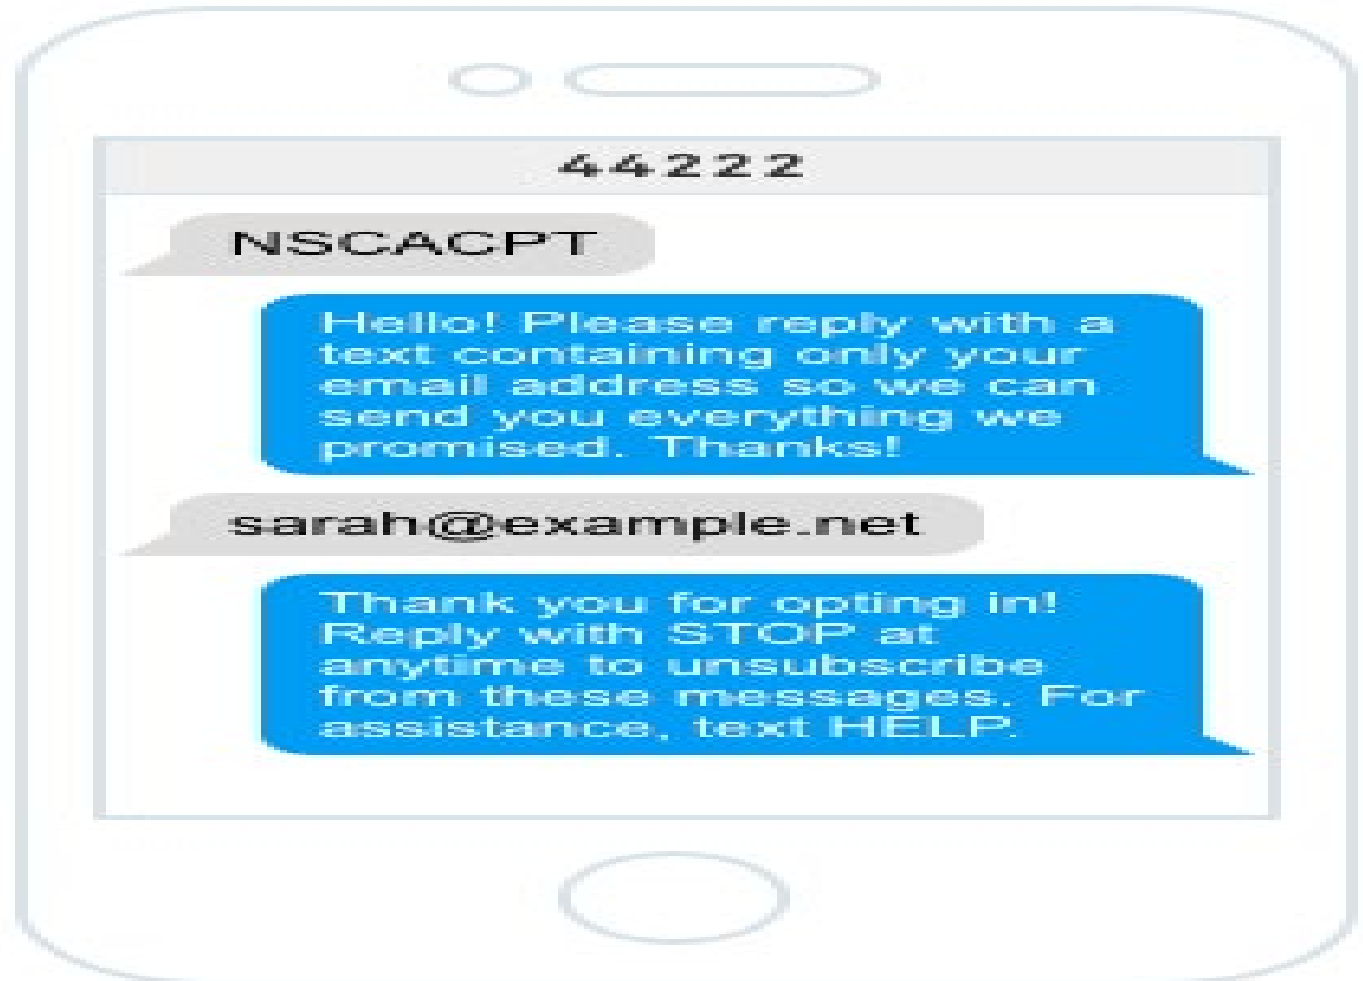 44222
NSCACPT
Hello! Please reply with a
text containing only your
email address so we can
send you everything we
promised. Thanks!
sarah@example.net
Thank you for opting in!
Reply with STOP at
anytime to unsubscribe
from these messages. For
assistance, text HELP.